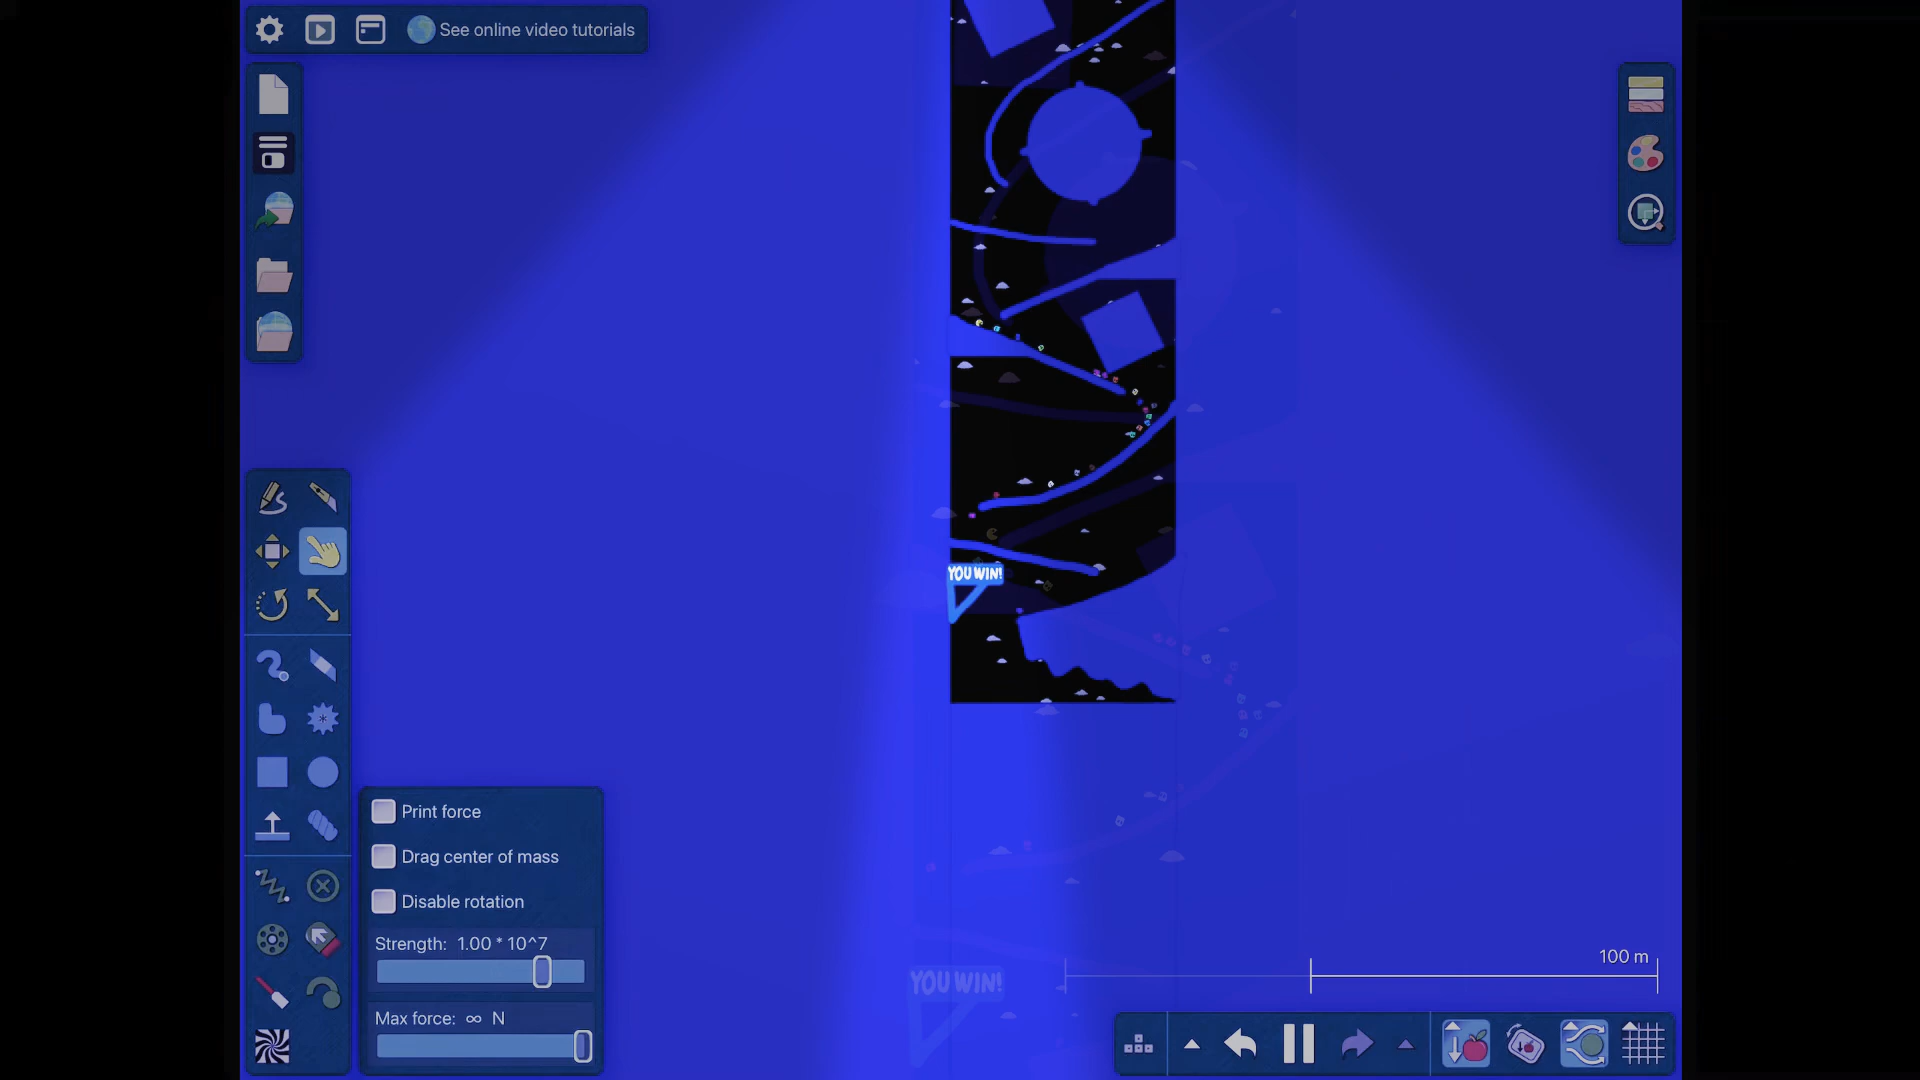 See online video tutorials
YOU WIN!
Print force
Drag center of mass
Disable rotation
Strength: 1.00 * 10^7
Max force: ∞ N
YOU WIN!
100 m